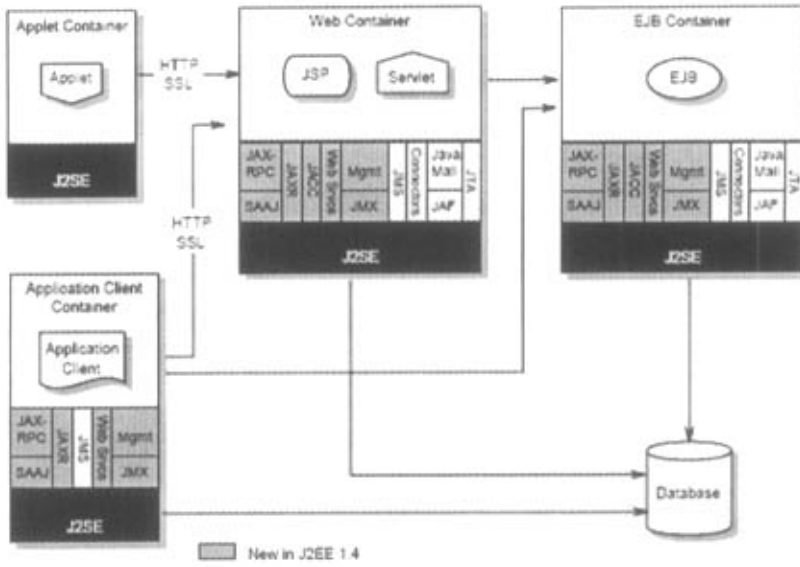 Applet Container
Applet
J2SE
HTTP
SSL
Web Container
JSP
Servlet
JAX-
RPC
SAAJ
JAXR
JACC
Web Srvcs
Mgmt
JMX
JMS
Connectors
Java
Mail
JAF
JTA
J2SE
EJB Container
EJB
JAX-
RPC
SAAJ
JAXR
JACC
Web Srvcs
Mgmt
JMX
JMS
Connectors
Java
Mail
JAF
JTA
J2SE
HTTP
SSL
Application Client
Container
Application
Client
JAX-
RPC
SAAJ
JAXR
JMS
Web Srvcs
Mgmt
JMX
J2SE
Database
New in J2EE 1.4